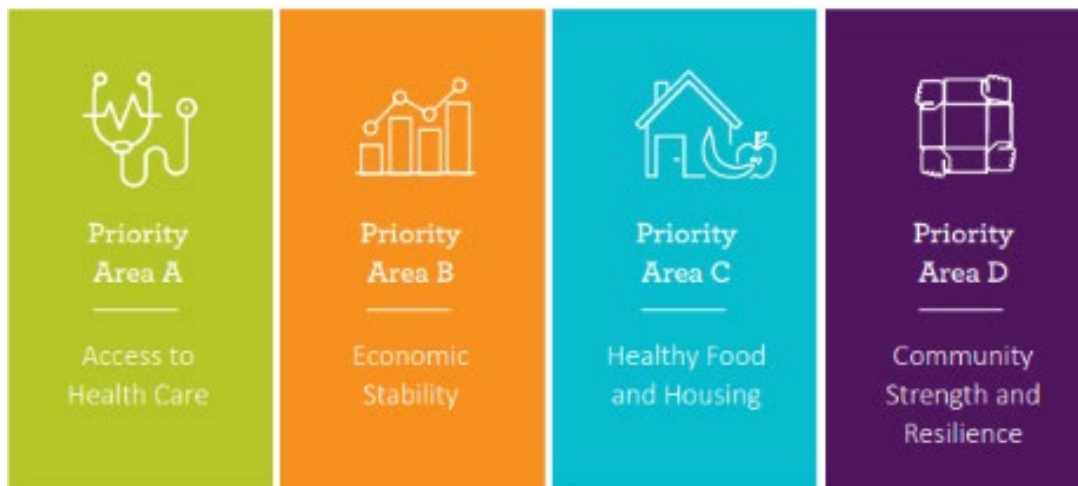 Priority
Area A
Access to
Health Care
Priority
Area B
Economic
Stability
Priority
Area C
Healthy Food
and Housing
Priority
Area D
Community
Strength and
Resilience